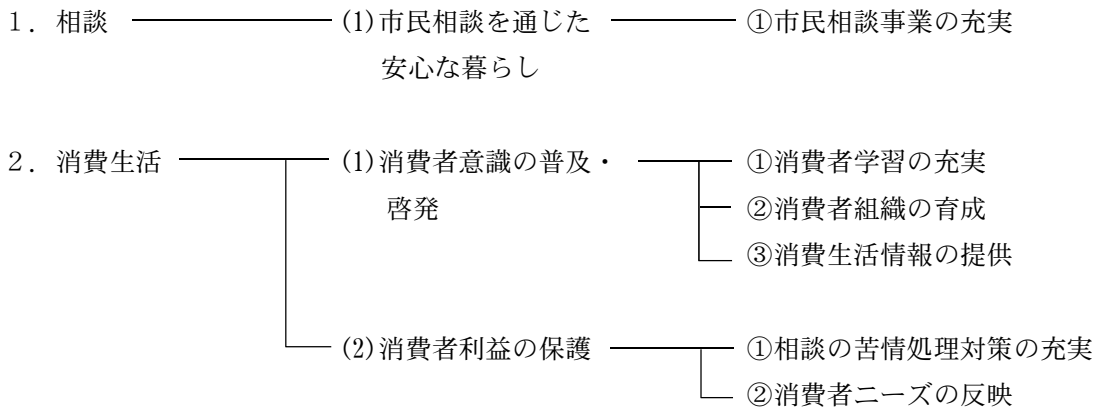 １．相談 (1)市民相談を通じた ①市民相談事業の充実
安心な暮らし
２．消費生活 (1)消費者意識の普及・ ①消費者学習の充実
啓発 ②消費者組織の育成
③消費生活情報の提供
(2)消費者利益の保護 ①相談の苦情処理対策の充実
②消費者ニーズの反映